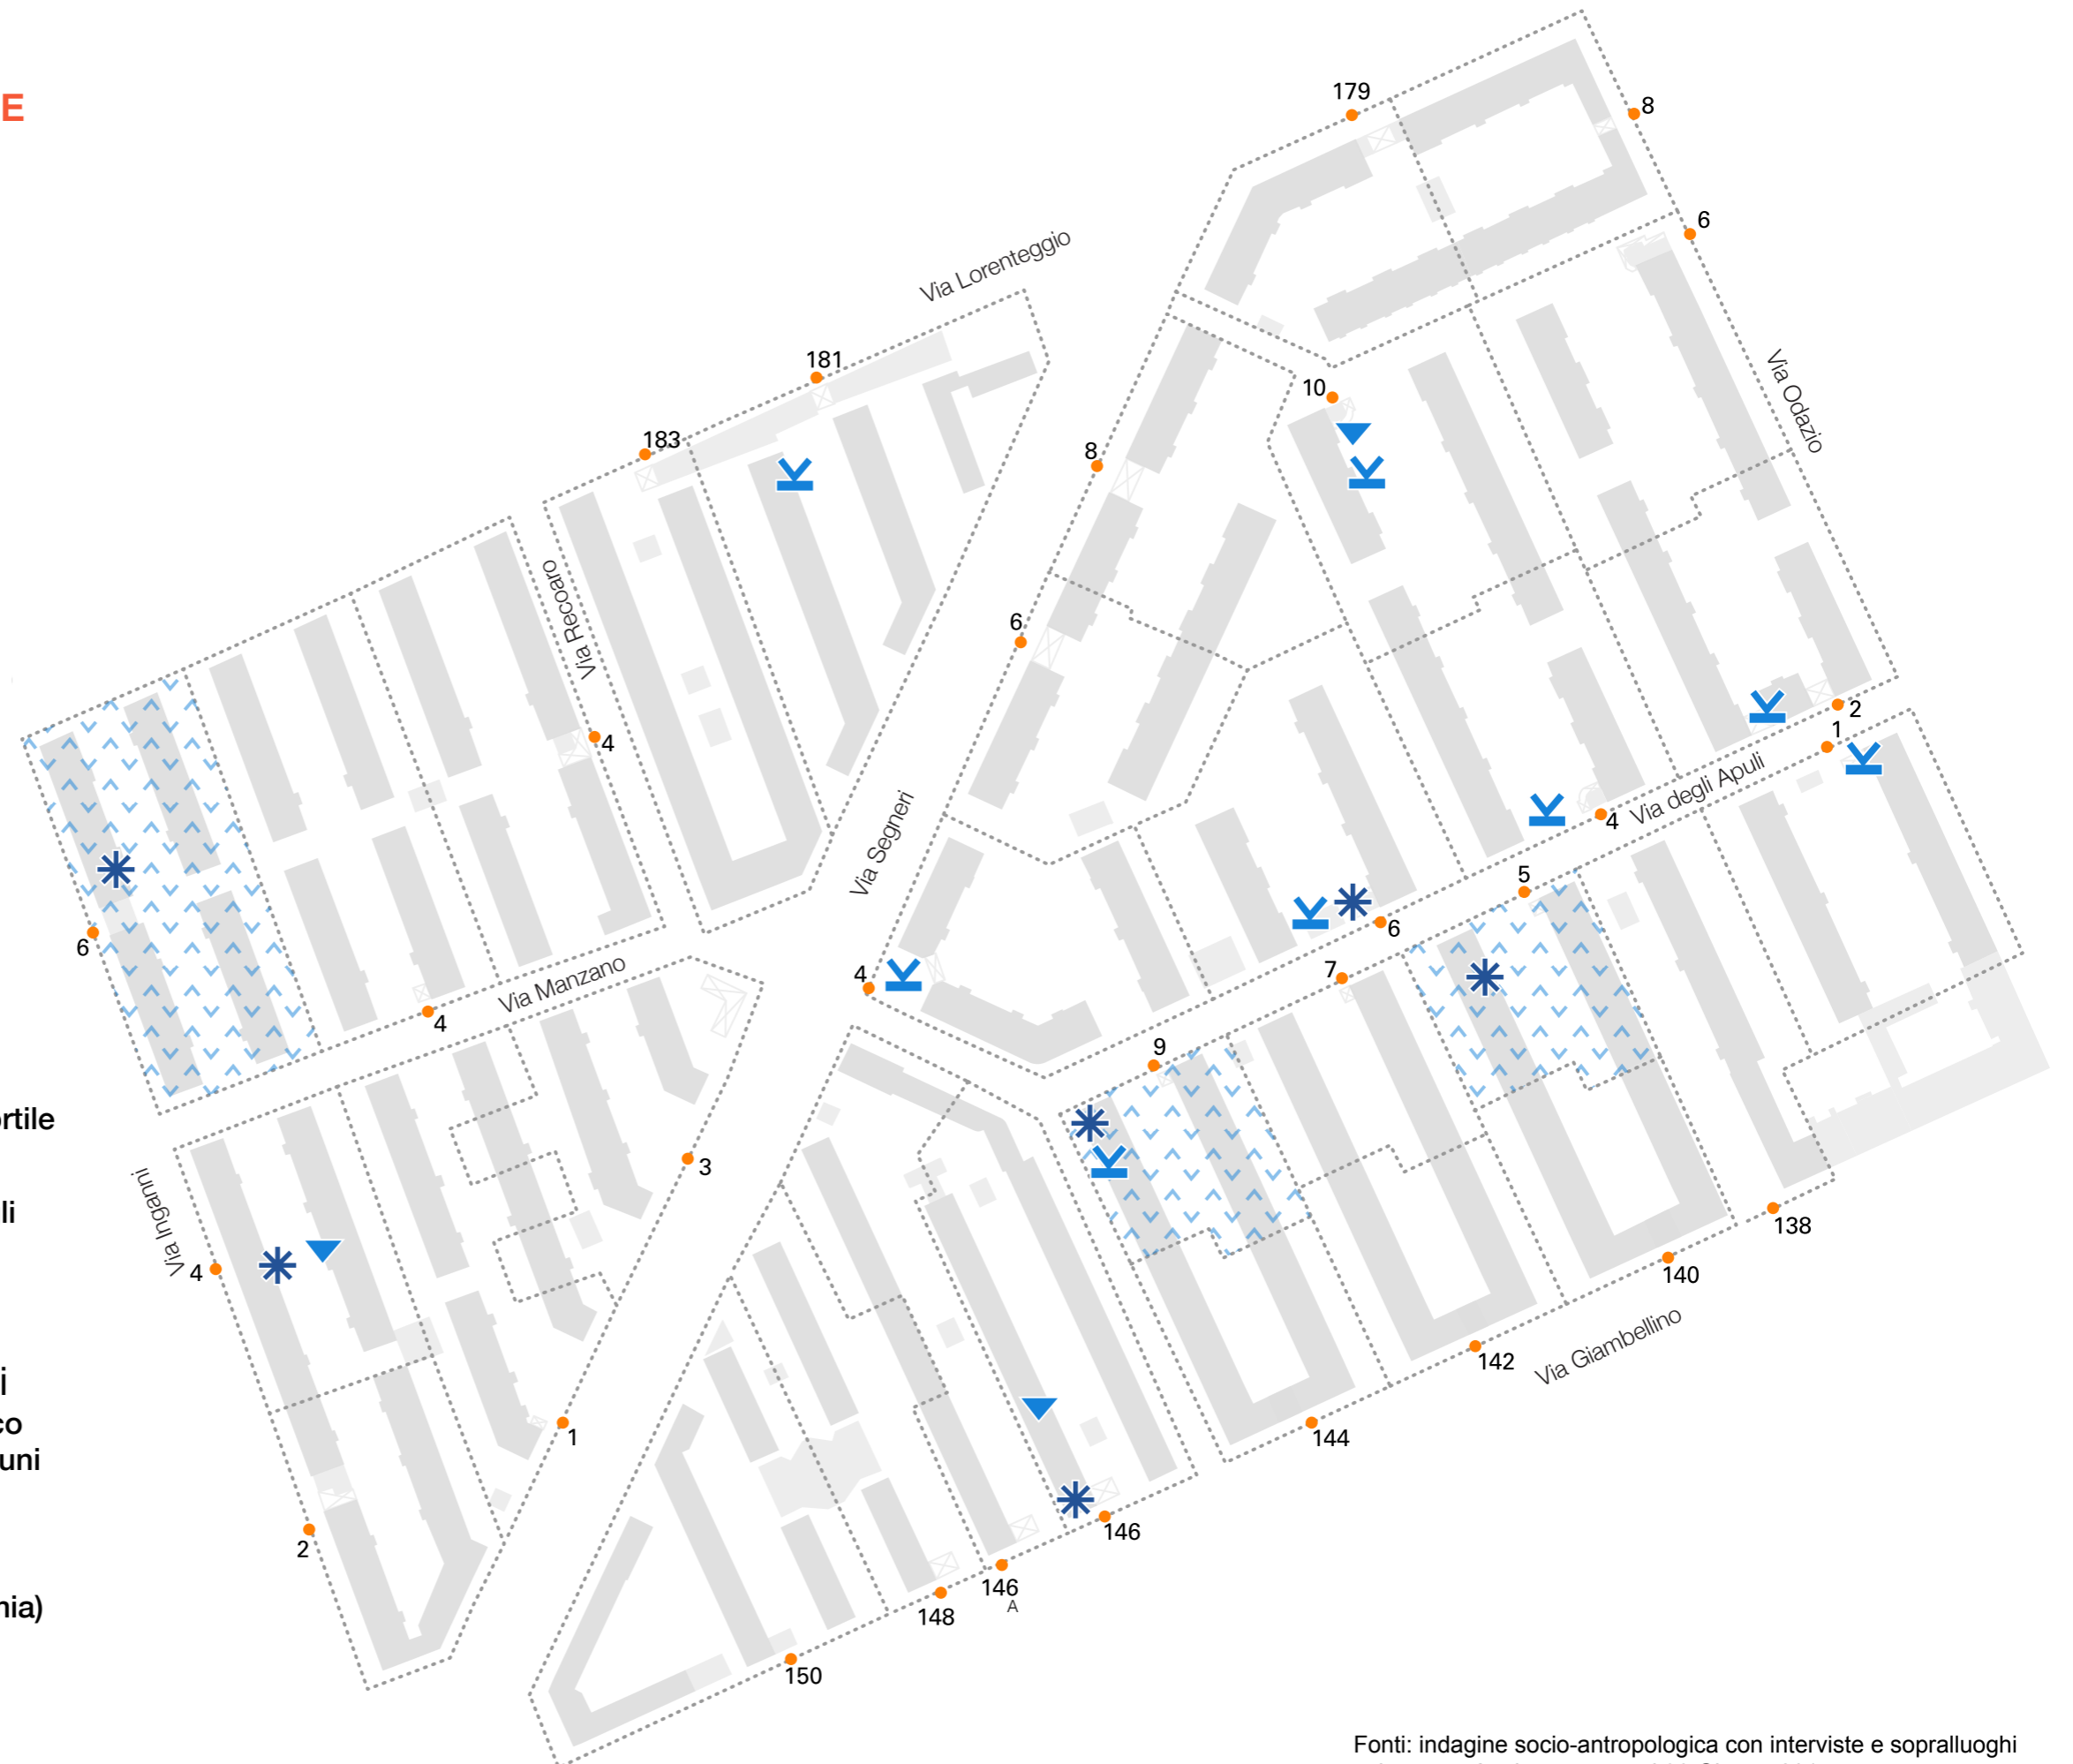 E
179
8
6
Via Lorenteggio
181
183
10
Via Odazio
8
Via Recoaro
6
4
2
1
Via degli Apuli
4
Via Segneri
5
6
6
7
4
Via Manzano
4
9
rtile
3
Via Inganni
li
4
138
140
Via Giambellino
142
i
co
uni
1
144
2
146
146
A
148
nia)
150
Fonti: indagine socio-antropologica con interviste e sopralluoghi